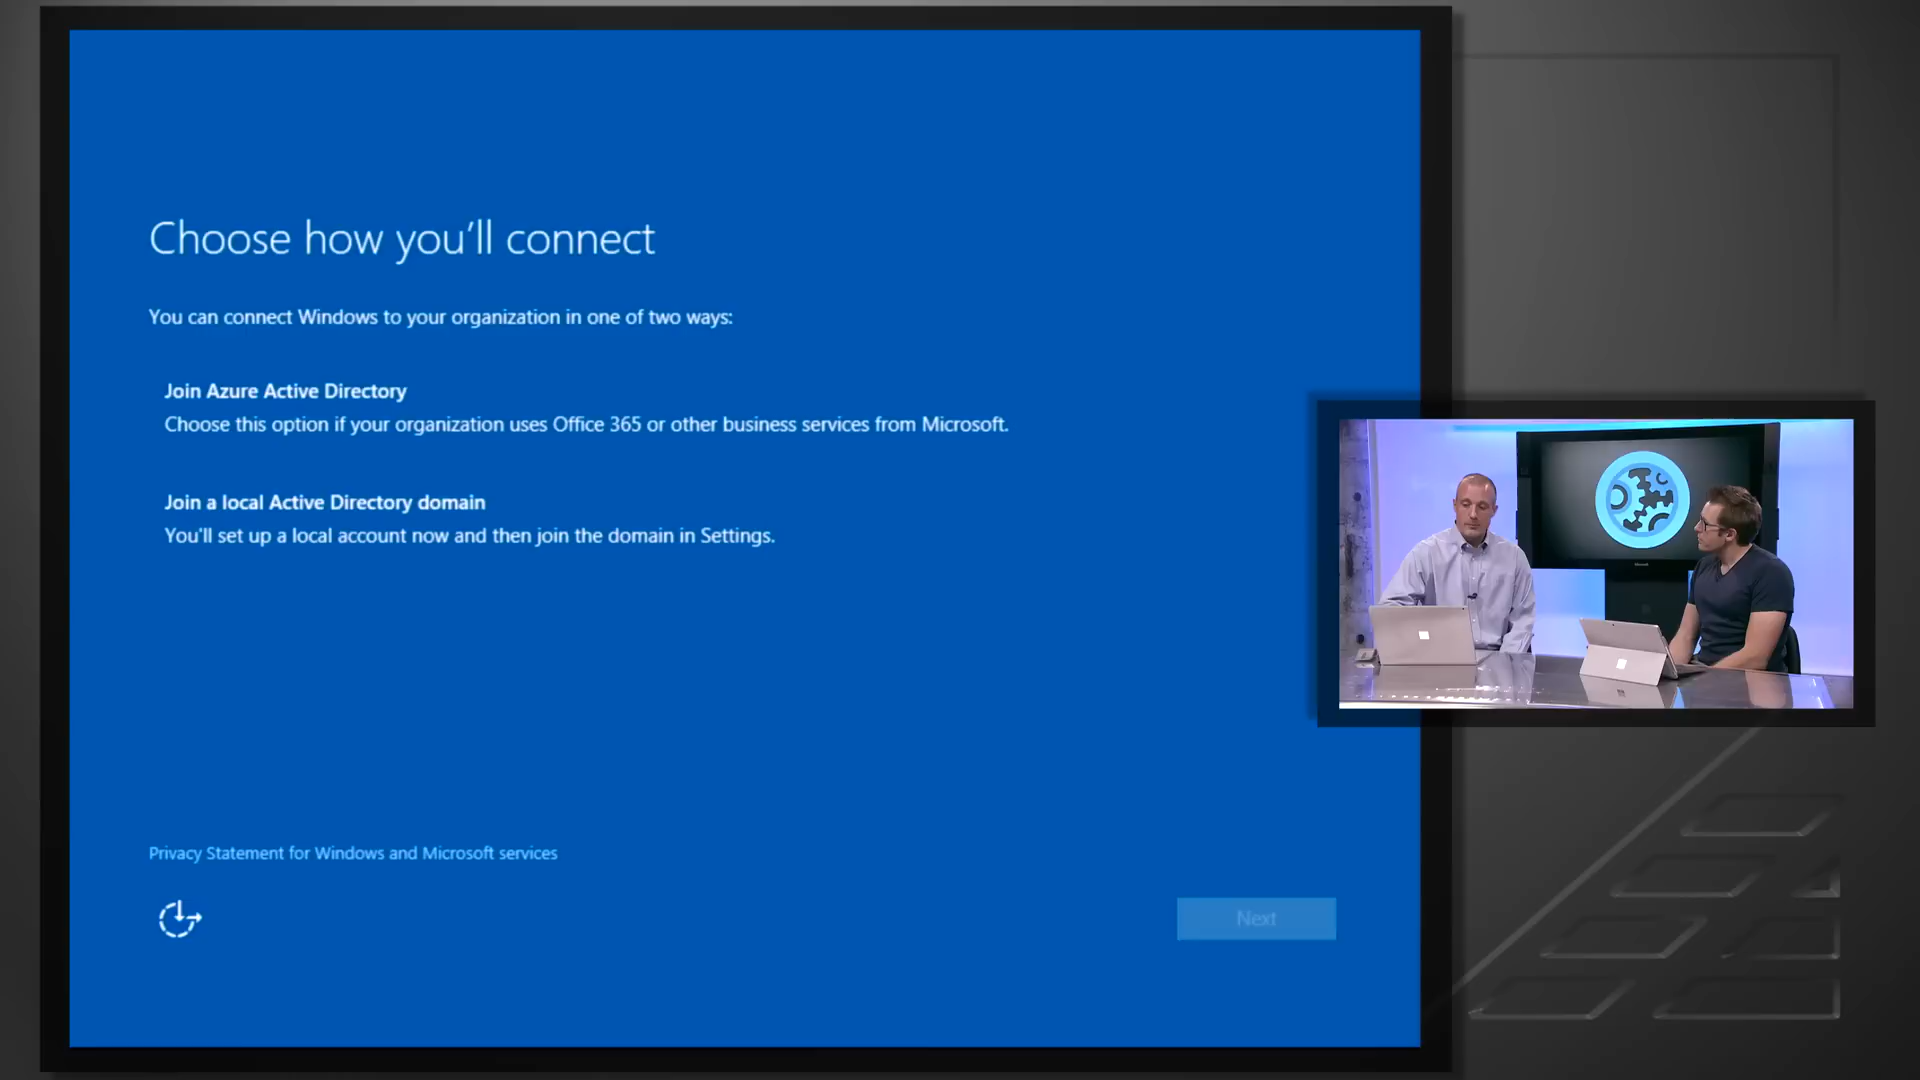 Choose how you'll connect
You can connect Windows to your organization in one of two ways:
Join Azure Active Directory
Choose this option if your organization uses Office 365 or other business services from Microsoft.
Join a local Active Directory domain
You'll set up a local account now and then join the domain in Settings.
Privacy Statement for Windows and Microsoft services
Next